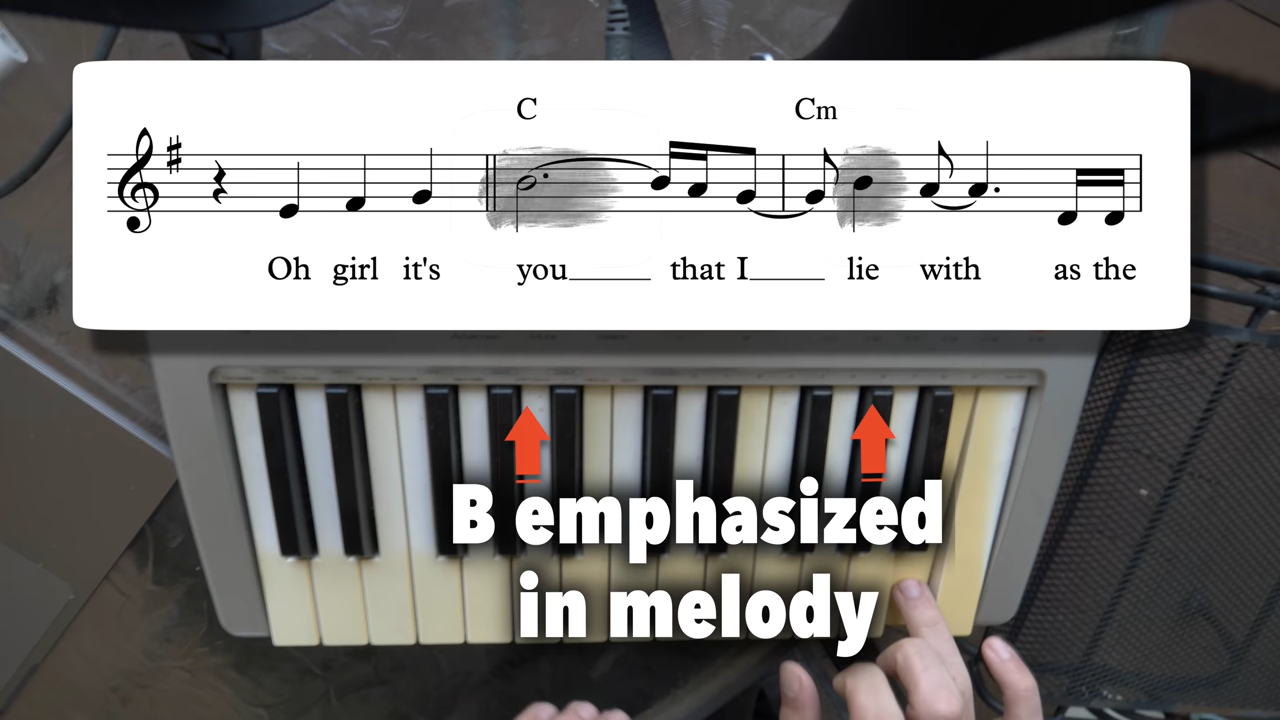 C Cm
Oh girl it's you that I lie with as the
B emphasized
in melody